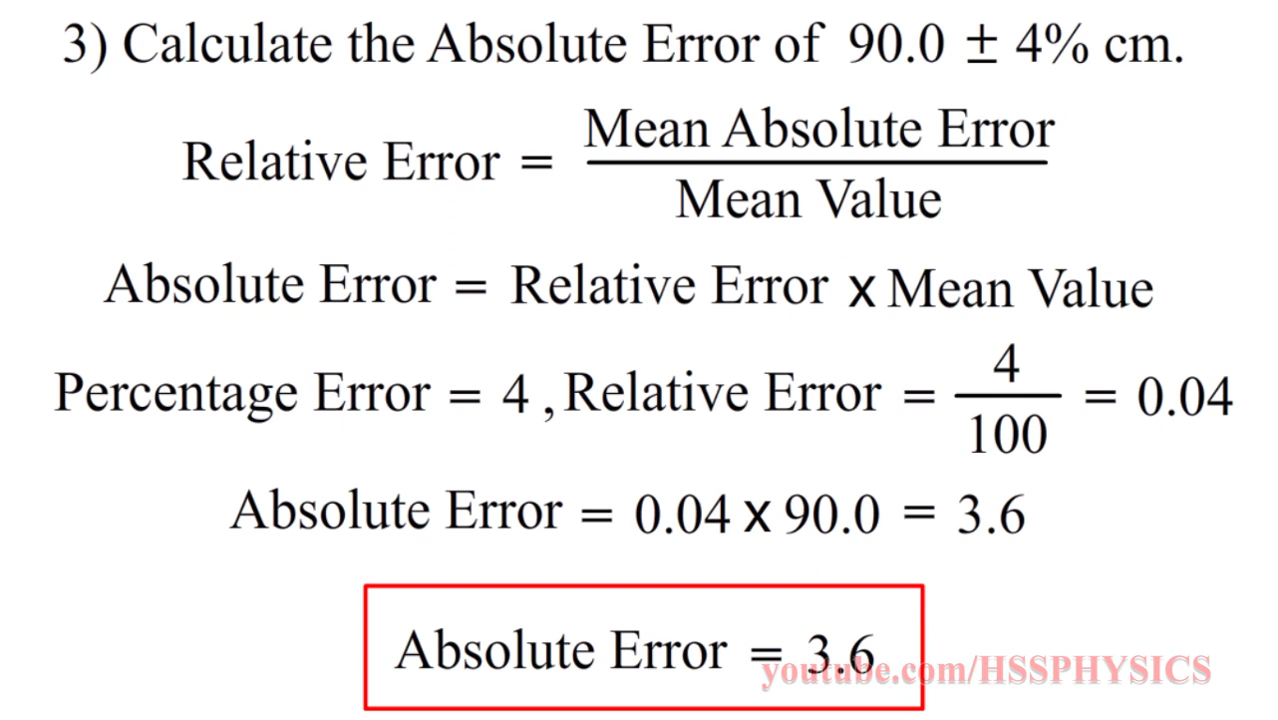 3) Calculate the Absolute Error of 90.0 ± 4% cm.
Relative Error = Mean Absolute Error / Mean Value
Absolute Error = Relative Error x Mean Value
Percentage Error = 4 , Relative Error = 4 / 100 = 0.04
Absolute Error = 0.04 x 90.0 = 3.6
Absolute Error = 3.6
youtube.com/HSSPHYSICS